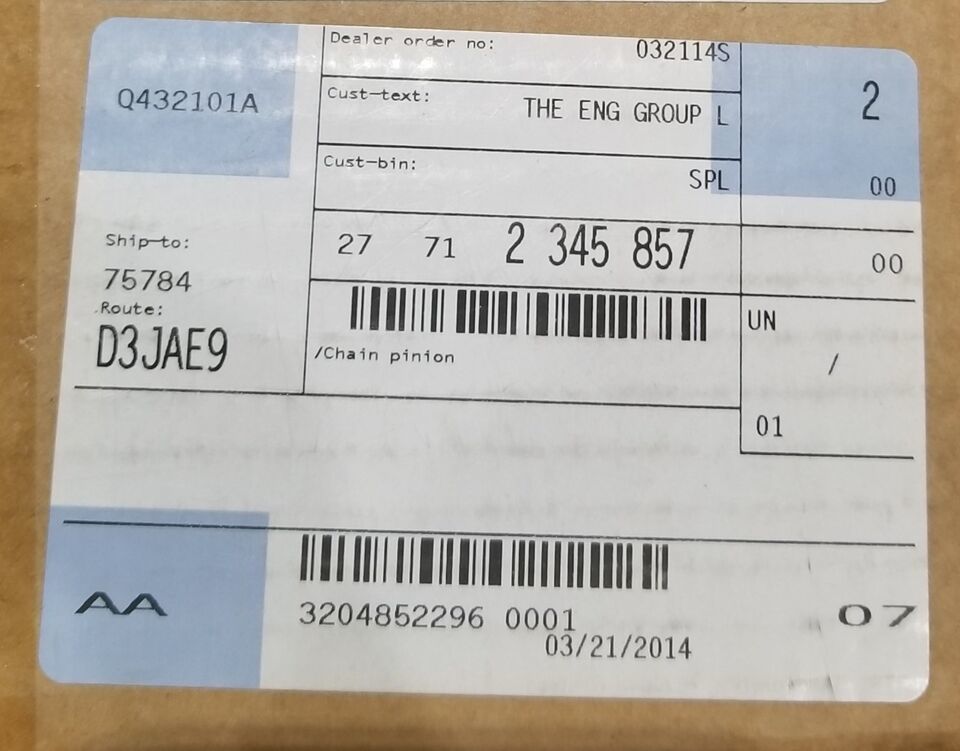 Dealer order no: 032114S
Q432101A
Cust-text: THE ENG GROUP L
2
Cust-bin: SPL
00
Ship-to:
75784
Route:
D3JAE9
27 71 2 345 857
00
/Chain pinion
UN
/
01
AA
3204852296 0001
03/21/2014
07